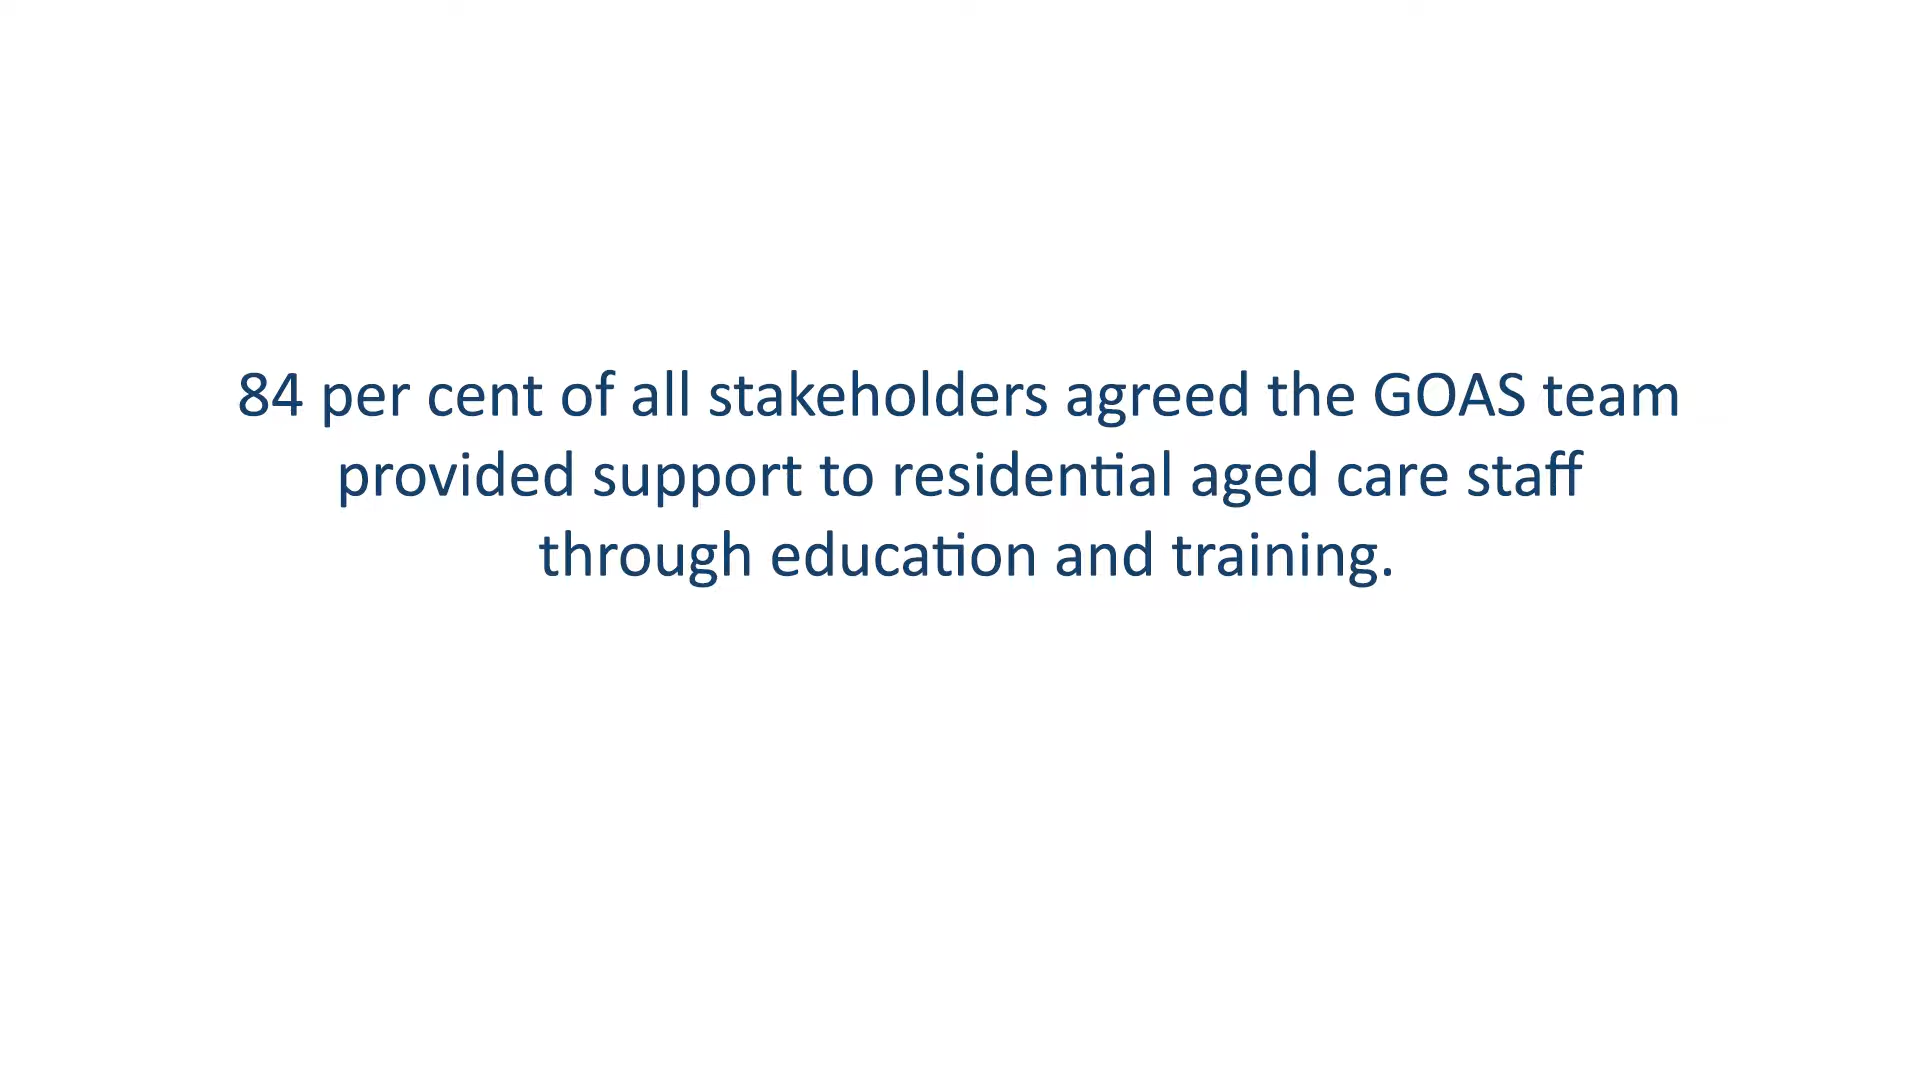 84 per cent of all stakeholders agreed the GOAS team
provided support to residential aged care staff
through education and training.